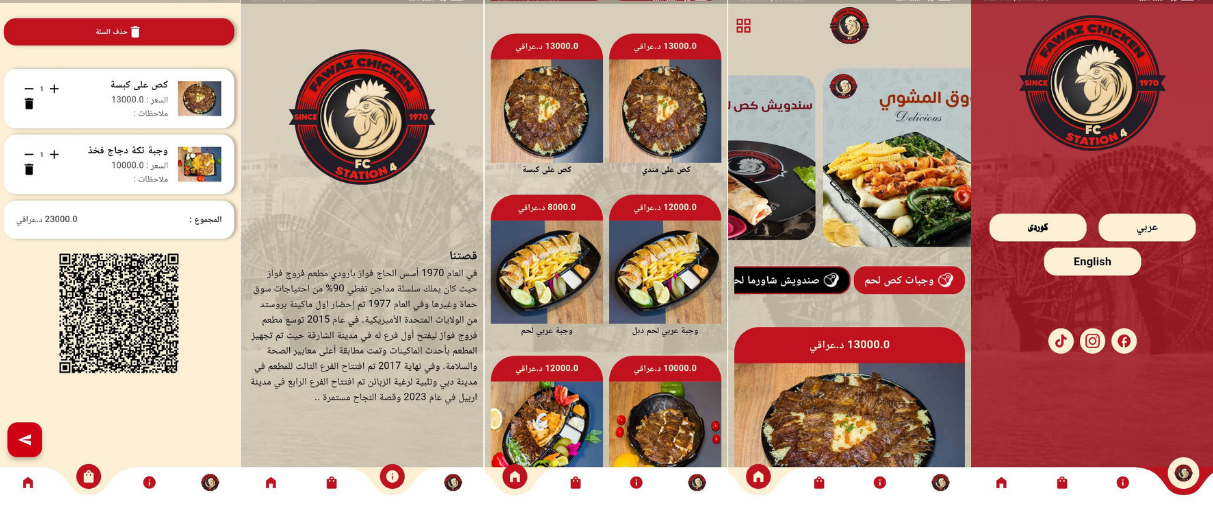 حذف السلة
كص على كبسة
1
السعر : 13000.0
ملاحظات :
وجبة تكة دجاج فخذ
1
السعر : 10000.0
ملاحظات :
المجموع :
23000.0 د.عراقي
FAWAZ CHICKEN
SINCE
1970
FC
STATION 4
قصتنا
في العام 1970 أسس الحاج فواز بارودي مطعم فروج فواز
حيث كان يملك سلسلة مداجن تغطي 90% من احتياجات سوق
حماة وغيرها وفي العام 1977 تم إحضار اول ماكينة بروستد
من الولايات المتحدة الأميريكية. في عام 2015 توسع مطعم
فروج فواز ليفتح أول فرع له في مدينة الشارقة حيث تم تجهيز
المطعم بأحدث الماكينات وتمت مطابقة أعلى معايير الصحة
والسلامة. وفي نهاية 2017 تم افتتاح الفرع الثالث للمطعم في
مدينة دبي وتلبية لرغبة الزبائن تم افتتاح الفرع الرابع في مدينة
اربيل في عام 2023 وقصة النجاح مستمرة ..
13000.0 د.عراقي
13000.0 د.عراقي
كص على مندي
كص على كبسة
12000.0 د.عراقي
8000.0 د.عراقي
وجبة عربي لحم دبل
وجبة عربي لحم
10000.0 د.عراقي
12000.0 د.عراقي
وق المشوي
Delicious
سندويش كص ل
وجبات كص لحم
صندويش شاورما لح
13000.0 د.عراقي
FAWAZ CHICKEN
SINCE
1970
FC
STATION 4
عربي
كوردى
English